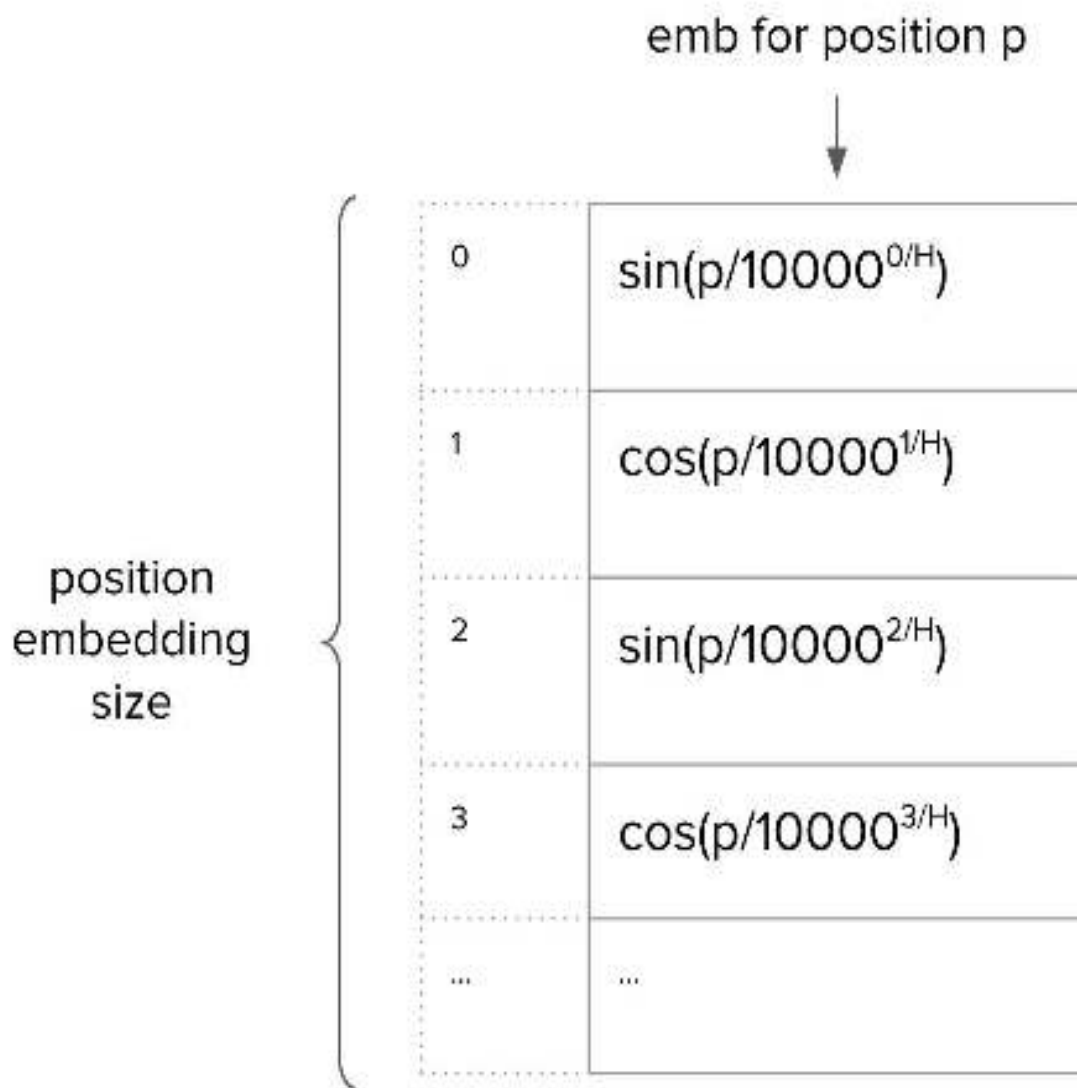 emb for position p
0 sin(p/10000^0/H)
1 cos(p/10000^1/H)
position
embedding
size
2 sin(p/10000^2/H)
3 cos(p/10000^3/H)
... ...